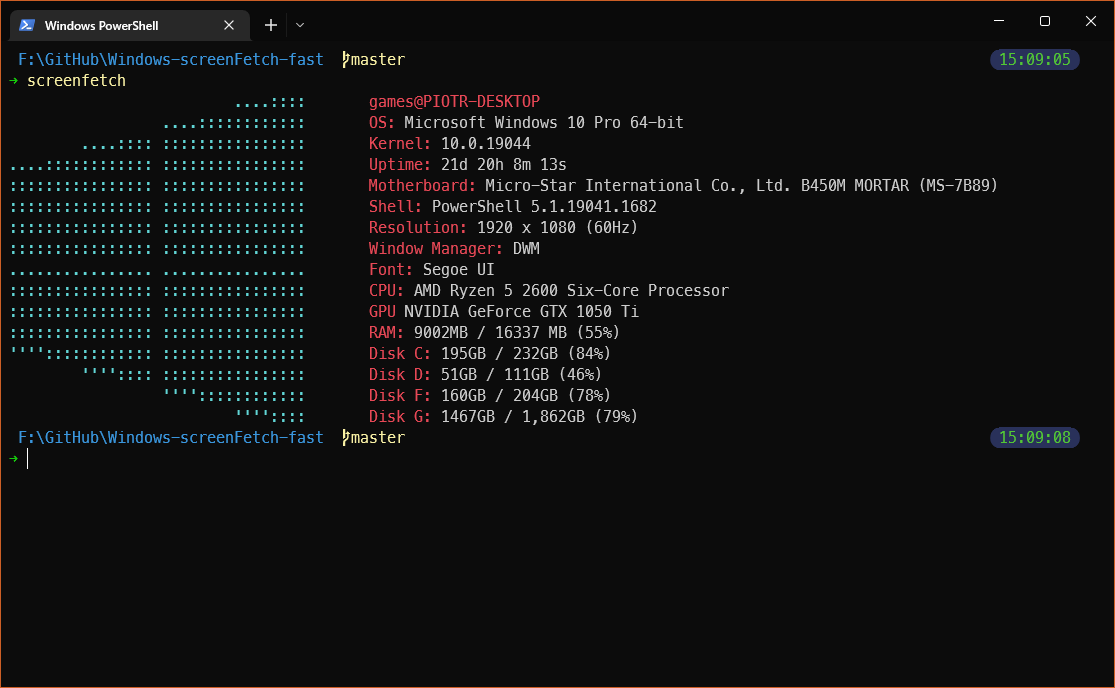 Windows PowerShell
F:\GitHub\Windows-screenFetch-fast master 15:09:05
➜ screenfetch
games@PIOTR-DESKTOP
OS: Microsoft Windows 10 Pro 64-bit
Kernel: 10.0.19044
Uptime: 21d 20h 8m 13s
Motherboard: Micro-Star International Co., Ltd. B450M MORTAR (MS-7B89)
Shell: PowerShell 5.1.19041.1682
Resolution: 1920 x 1080 (60Hz)
Window Manager: DWM
Font: Segoe UI
CPU: AMD Ryzen 5 2600 Six-Core Processor
GPU NVIDIA GeForce GTX 1050 Ti
RAM: 9002MB / 16337 MB (55%)
Disk C: 195GB / 232GB (84%)
Disk D: 51GB / 111GB (46%)
Disk F: 160GB / 204GB (78%)
Disk G: 1467GB / 1,862GB (79%)
F:\GitHub\Windows-screenFetch-fast master 15:09:08
➜